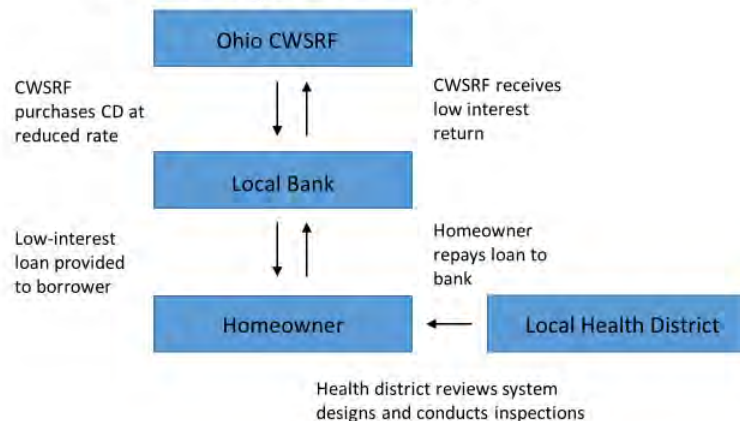 Ohio CWSRF
CWSRF
purchases CD at
reduced rate
CWSRF receives
low interest
return
Local Bank
Low-interest
loan provided
to borrower
Homeowner
repays loan to
bank
Homeowner
Local Health District
Health district reviews system
designs and conducts inspections